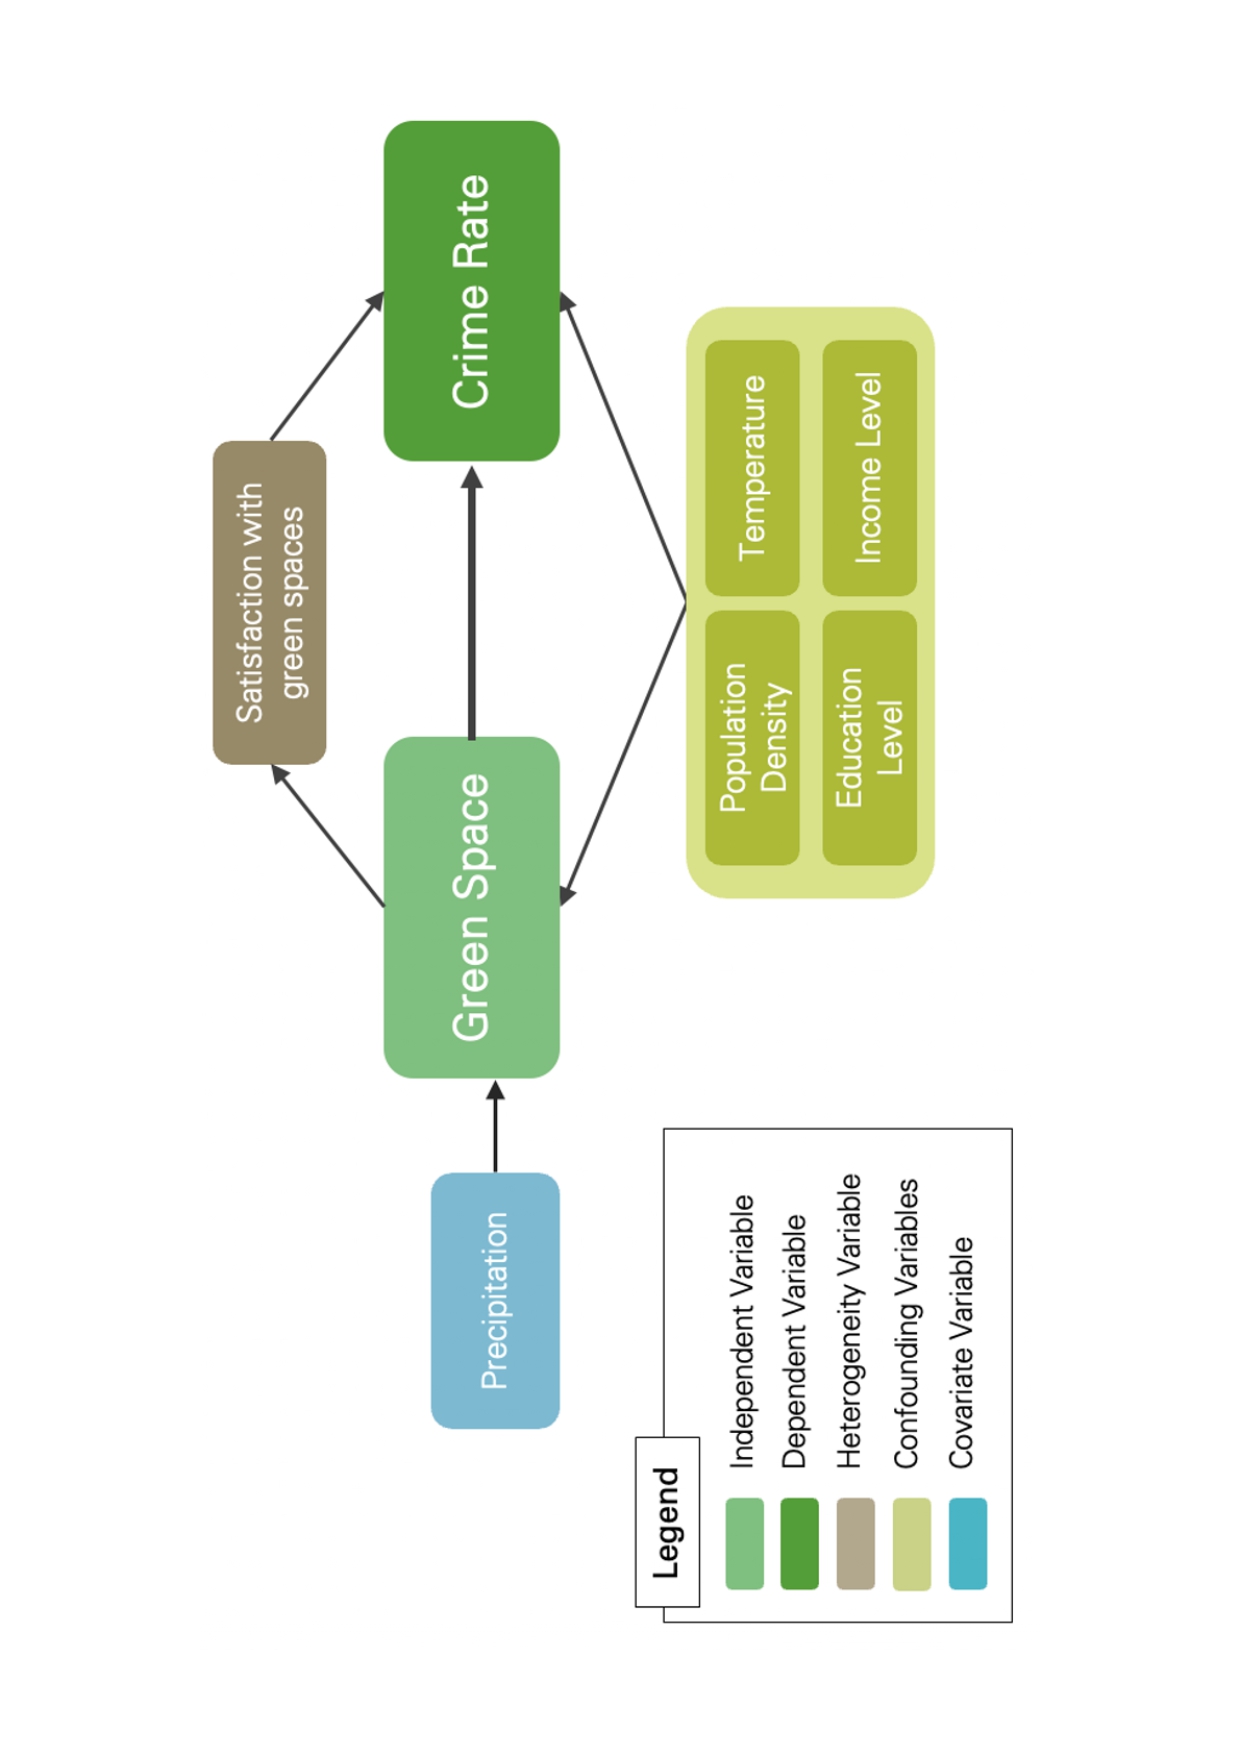 Satisfaction with
green spaces
Precipitation
Green Space
Crime Rate
Population
Density
Temperature
Education
Level
Income Level
Legend
Independent Variable
Dependent Variable
Heterogeneity Variable
Confounding Variables
Covariate Variable